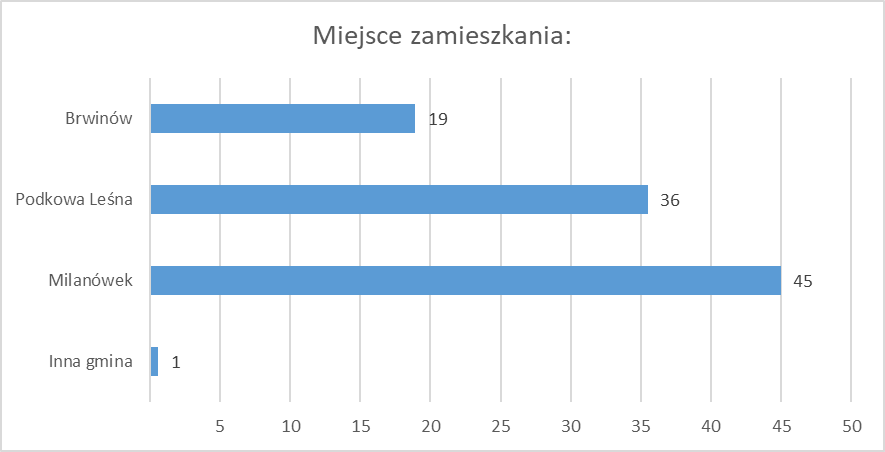 Miejsce zamieszkania:
Brwinów 19
Podkowa Leśna 36
Milanówek 45
Inna gmina 1
5 10 15 20 25 30 35 40 45 50